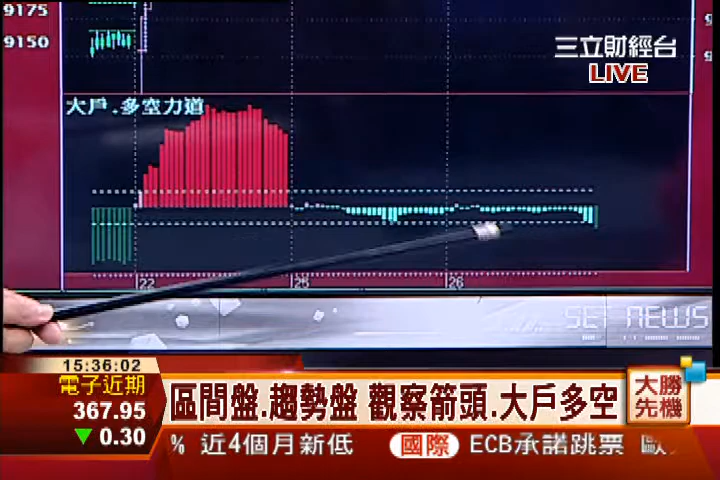 9175
9150
三立財經台
LIVE
大戶.多空力道
22
25
26
SET NEWS
15:36:02
電子近期
367.95
▼0.30
區間盤.趨勢盤 觀察箭頭.大戶多空
大勝
先機
% 近4個月新低 國際 ECB承諾跳票